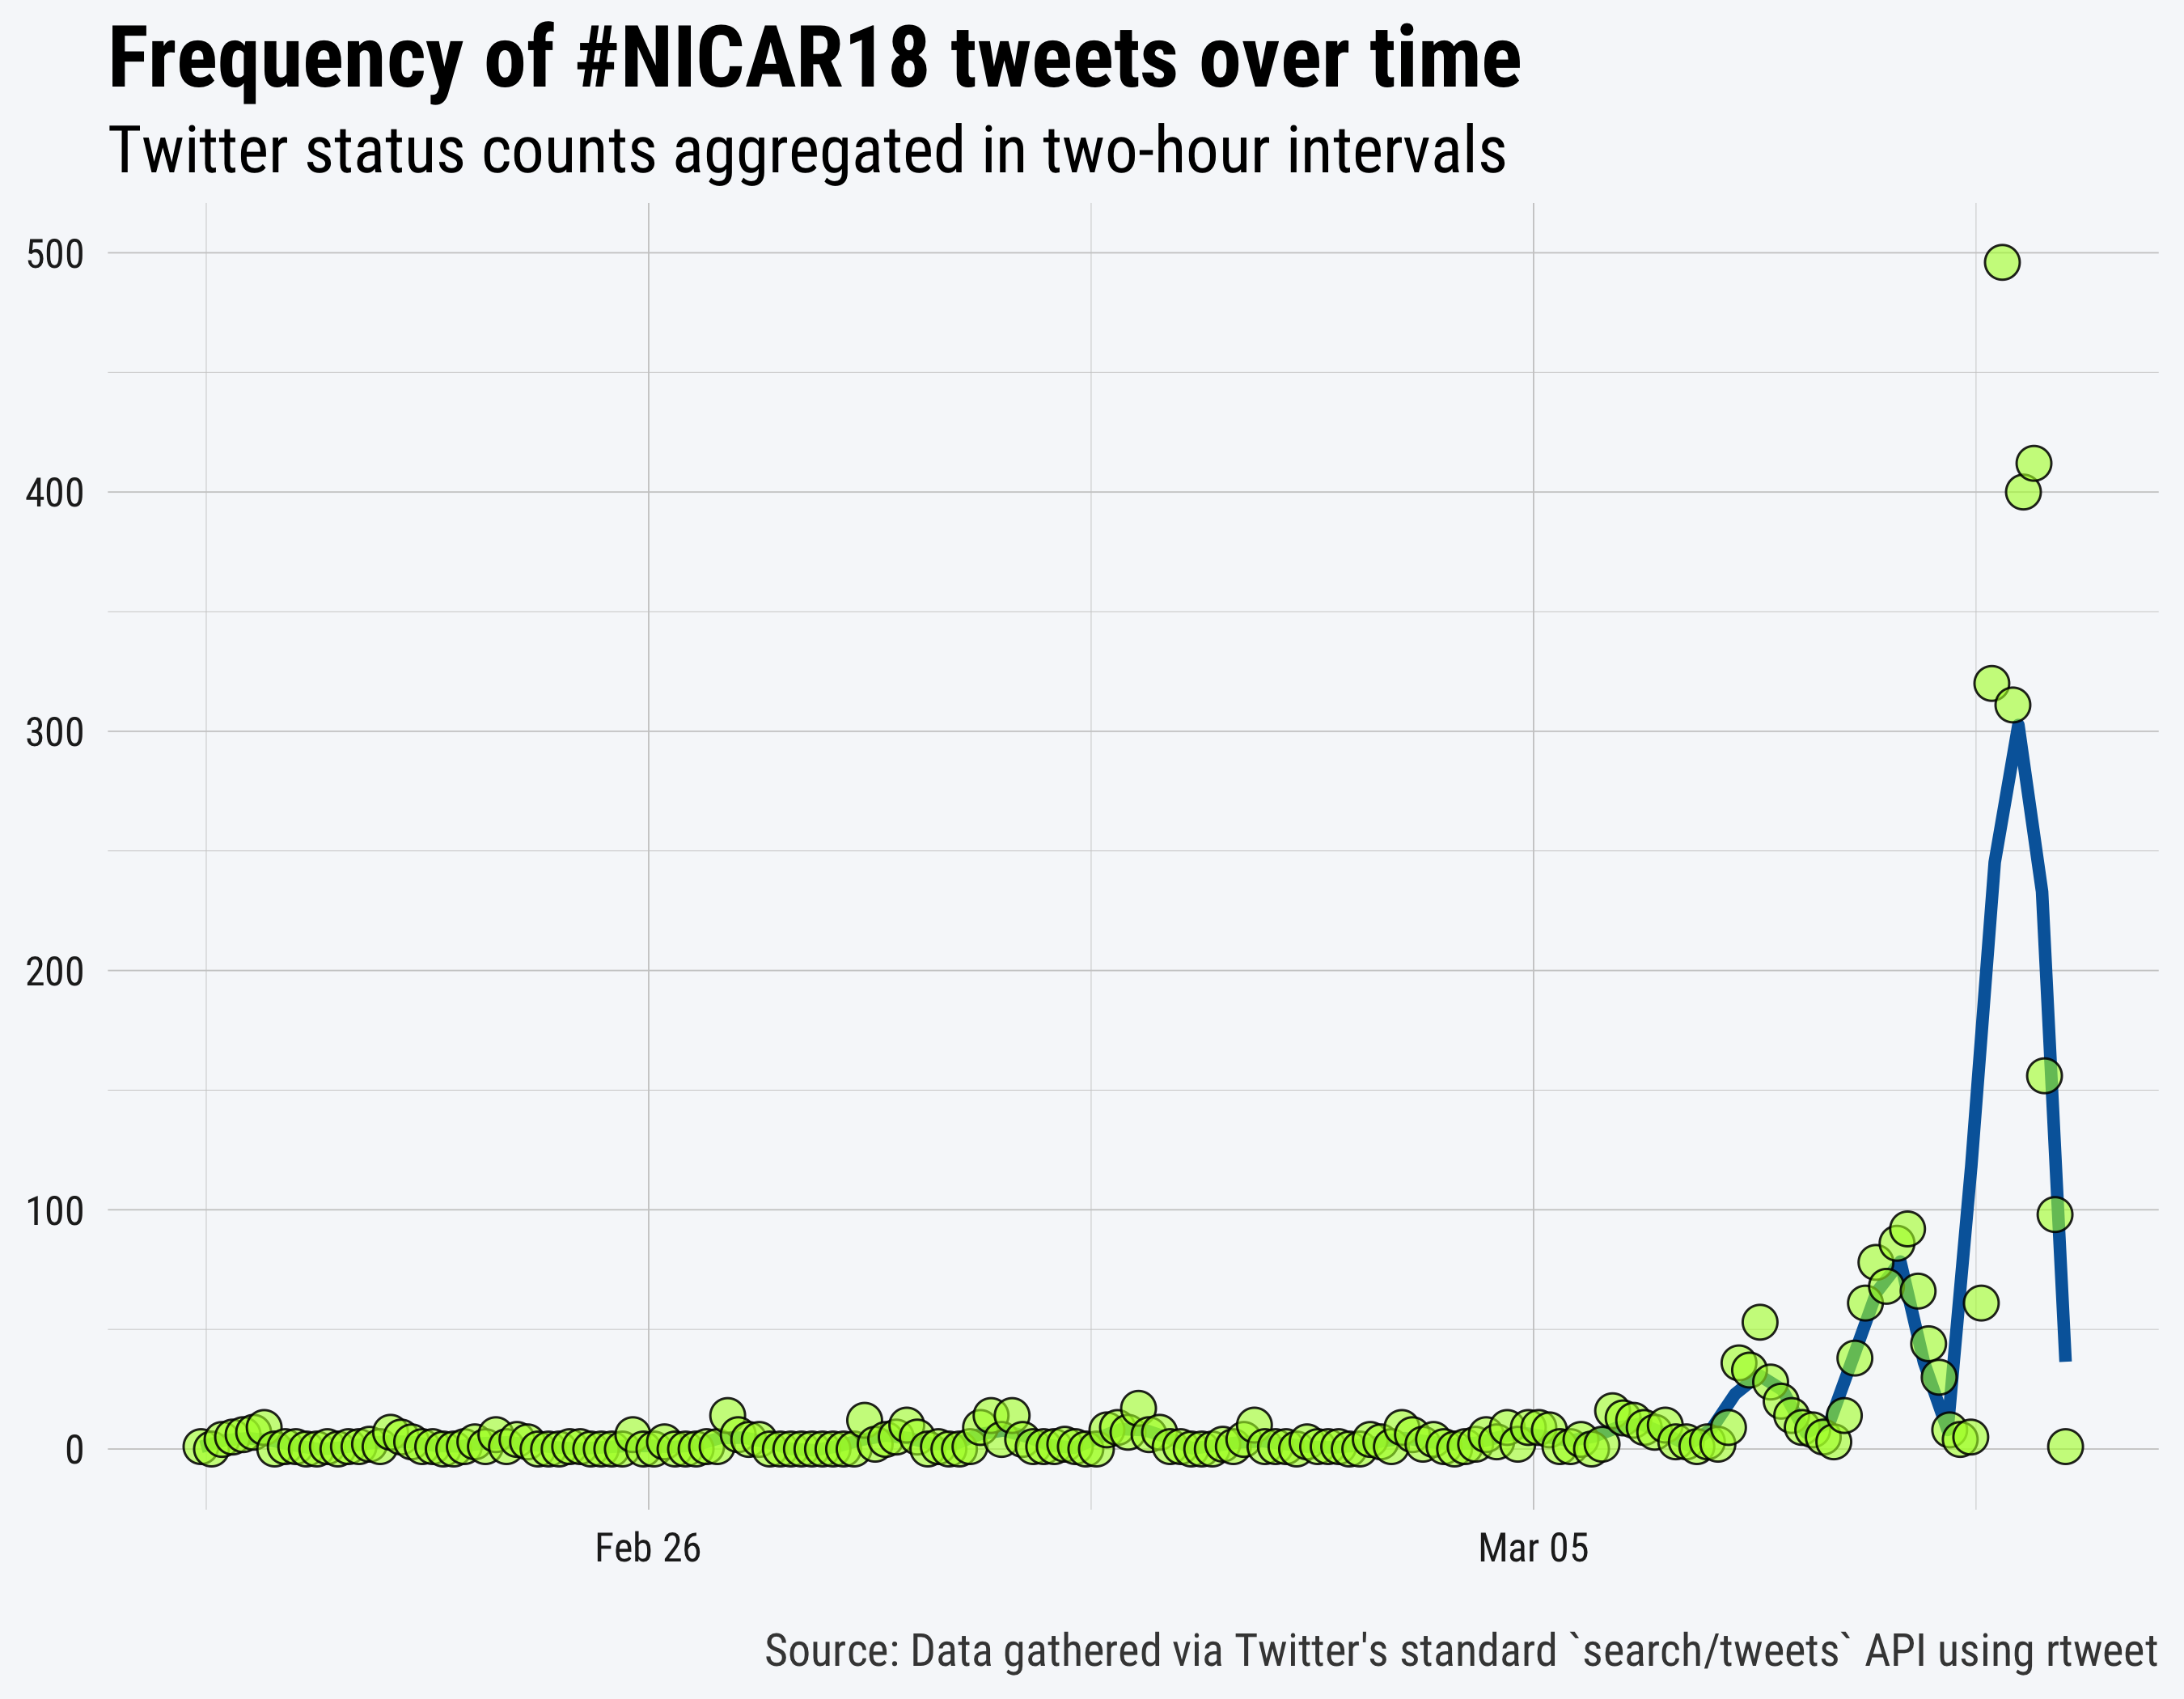 Frequency of #NICAR18 tweets over time
Twitter status counts aggregated in two-hour intervals
500
400
300
200
100
0
Feb 26 Mar 05
Source: Data gathered via Twitter's standard `search/tweets` API using rtweet